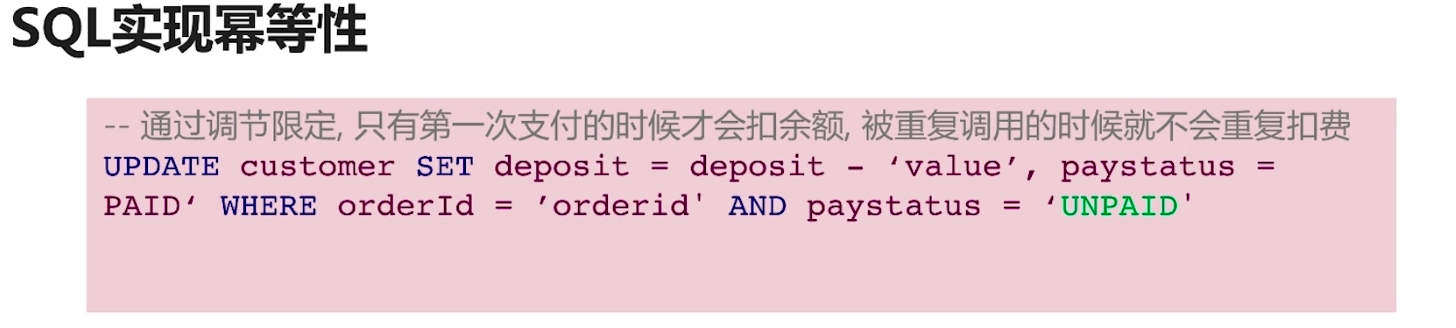 SQL实现幂等性
-- 通过调节限定, 只有第一次支付的时候才会扣余额, 被重复调用的时候就不会重复扣费
UPDATE customer SET deposit = deposit - ‘value’, paystatus =
PAID‘ WHERE orderId = ’orderid' AND paystatus = ‘UNPAID'